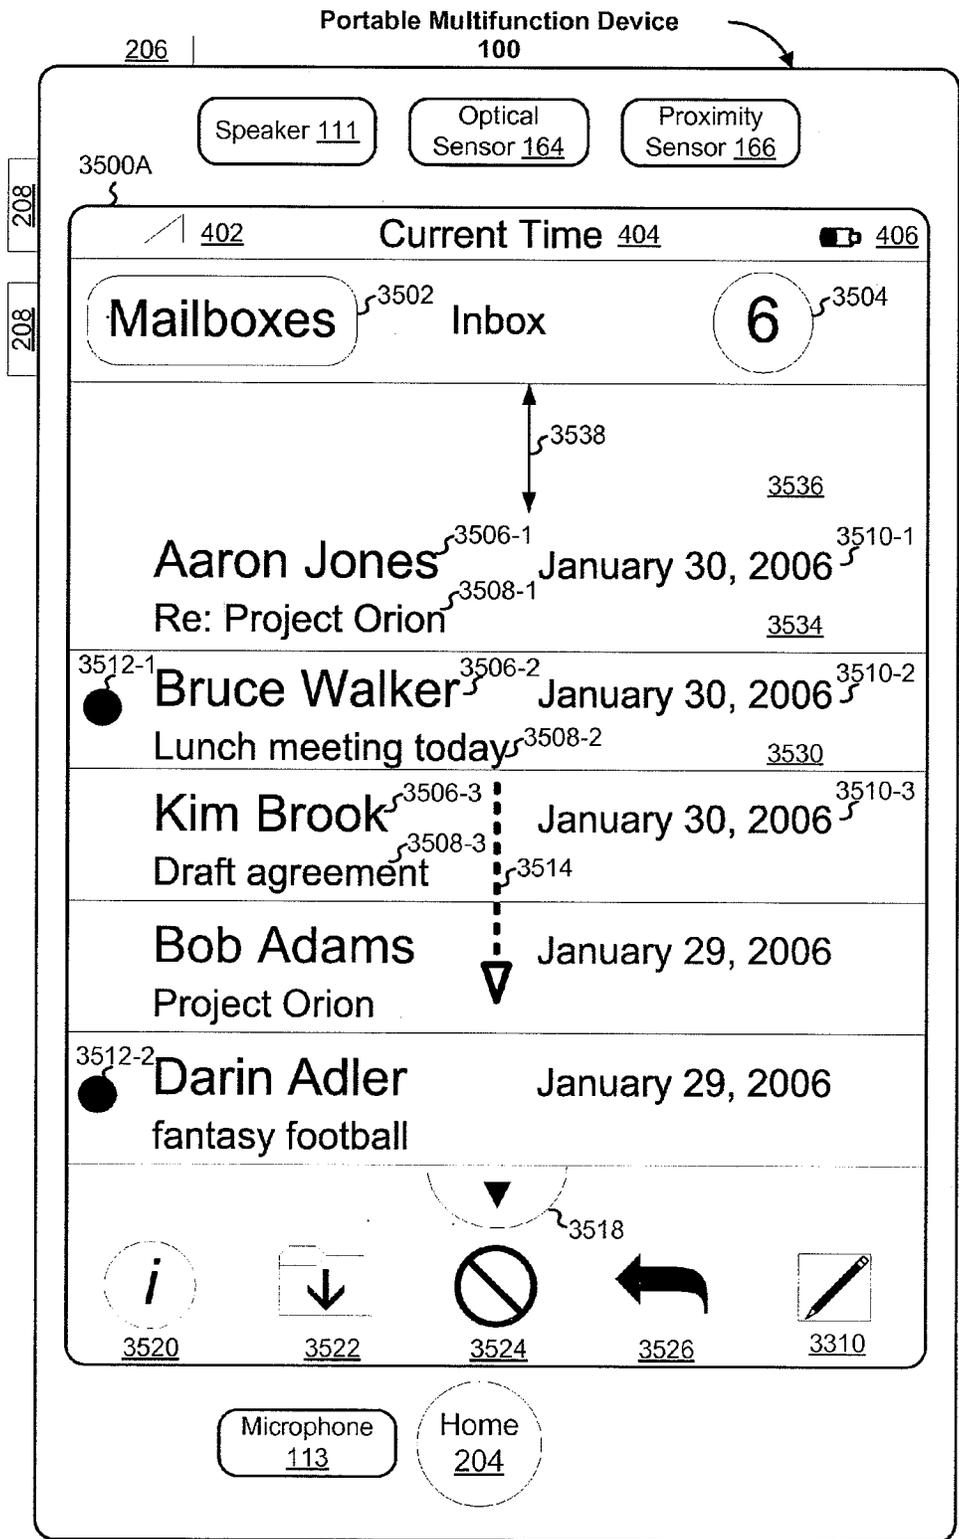 Portable Multifunction Device
100
206
Speaker 111
Optical
Sensor 164
Proximity
Sensor 166
3500A
208
402
Current Time 404
406
208
Mailboxes
3502
Inbox
6
3504
3538
3536
Aaron Jones
3506-1
January 30, 2006
3510-1
Re: Project Orion
3508-1
3534
3512-1
Bruce Walker
3506-2
January 30, 2006
3510-2
Lunch meeting today
3508-2
3530
Kim Brook
3506-3
January 30, 2006
3510-3
Draft agreement
3508-3
3514
Bob Adams
January 29, 2006
Project Orion
3512-2
Darin Adler
January 29, 2006
fantasy football
3518
i
3520
3522
3524
3526
3310
Microphone
113
Home
204